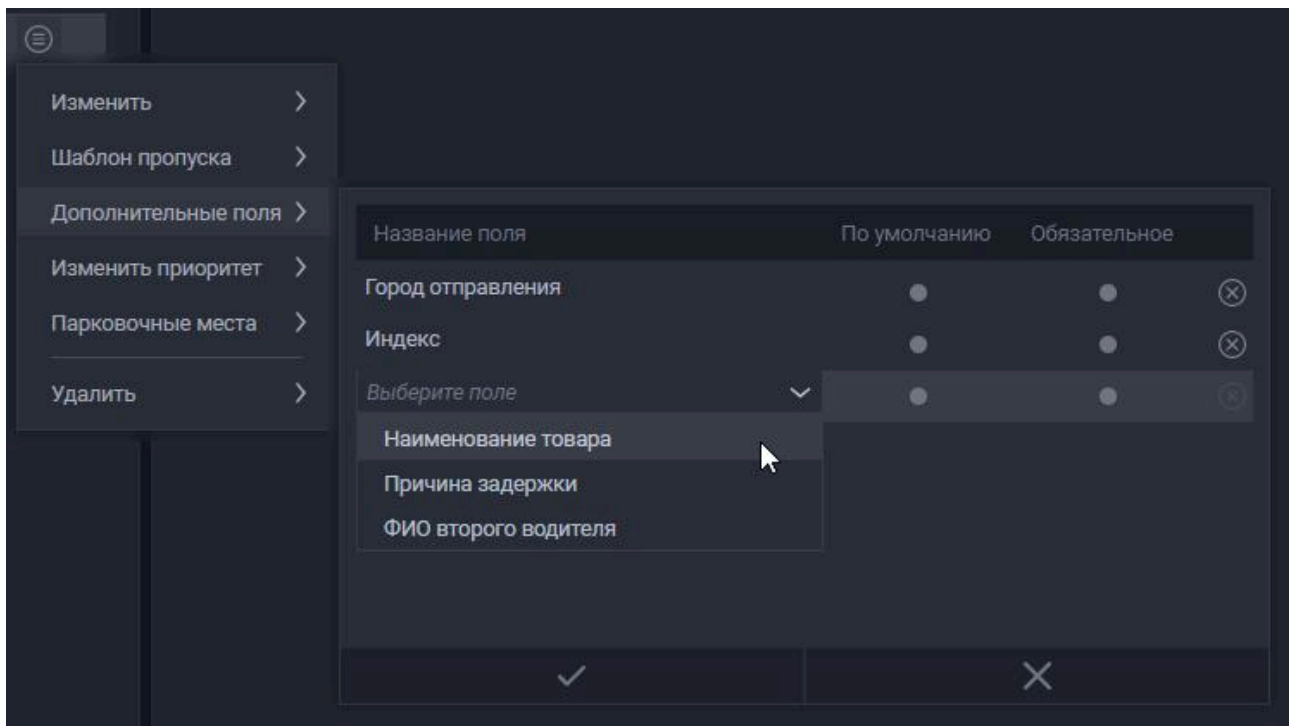 Изменить
Шаблон пропуска
Дополнительные поля
Изменить приоритет
Парковочные места
Удалить
Название поля По умолчанию Обязательное
Город отправления
Индекс
Выберите поле
Наименование товара
Причина задержки
ФИО второго водителя